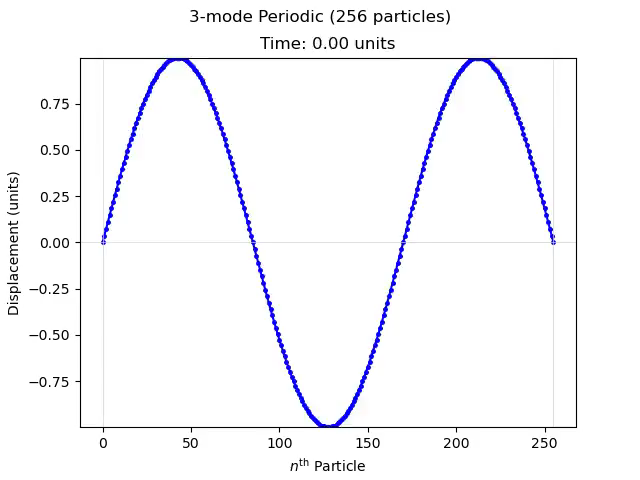 3-mode Periodic (256 particles)
Time: 0.00 units
0.75
0.50
0.25
0.00
−0.25
−0.50
−0.75
Displacement (units)
0 50 100 150 200 250
nth Particle